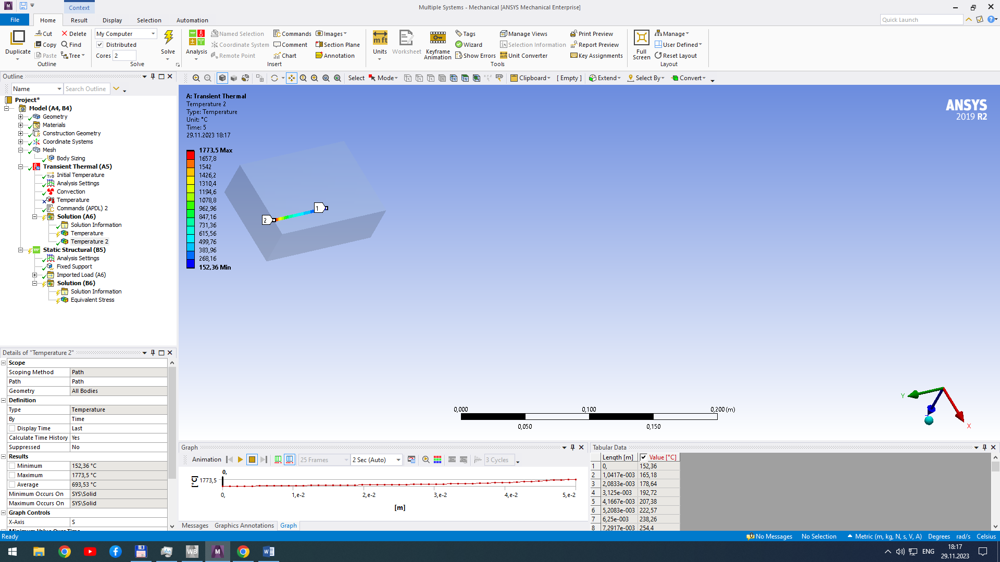 Context
Multiple Systems - Mechanical [ANSYS Mechanical Enterprise]
File Home Result Display Selection Automation
Quick Launch
Duplicate
Cut
Copy
Paste
Delete
Find
Tree
Outline
My Computer
Distributed
Cores 2
Solve
Solve
Analysis
Named Selection
Coordinate System
Remote Point
Commands
Comment
Chart
Images
Section Plane
Annotation
Insert
Units
Worksheet
Keyframe
Animation
Tags
Wizard
Show Errors
Manage Views
Selection Information
Unit Converter
Print Preview
Report Preview
Key Assignments
Tools
Full
Screen
Manage
User Defined
Reset Layout
Layout
Outline
Name
Search Outline
Select
Mode
Clipboard
[ Empty ]
Extend
Select By
Convert
Project*
Model (A4, B4)
Geometry
Materials
Construction Geometry
Coordinate Systems
Mesh
Body Sizing
Transient Thermal (A5)
Initial Temperature
Analysis Settings
Convection
Temperature
Commands (APDL) 2
Solution (A6)
Solution Information
Temperature
Temperature 2
Static Structural (B5)
Analysis Settings
Fixed Support
Imported Load (A6)
Solution (B6)
Solution Information
Equivalent Stress
A: Transient Thermal
Temperature 2
Type: Temperature
Unit: °C
Time: 5
29.11.2023 18:17
1773,5 Max
1657,8
1542
1426,2
1310,4
1194,6
1078,8
962,96
847,16
731,36
615,56
499,76
383,96
268,16
152,36 Min
1
2
ANSYS
2019 R2
0,000
0,100
0,200 (m)
0,050
0,150
Y
X
Details of "Temperature 2"
Scope
Scoping Method Path
Path Path
Geometry All Bodies
Definition
Type Temperature
By Time
Display Time Last
Calculate Time History Yes
Suppressed No
Results
Minimum 152,36 °C
Maximum 1773,5 °C
Average 693,53 °C
Minimum Occurs On SYS\Solid
Maximum Occurs On SYS\Solid
Graph Controls
X-Axis S
Minimum Value Over Time
Graph
Animation
25 Frames
2 Sec (Auto)
3 Cycles
0,
[°C]
1773,5
0, 1,e-2 2,e-2 3,e-2 4,e-2 5,e-2
[m]
Messages Graphics Annotations Graph
Tabular Data
Length [m] Value [°C]
1 0, 152,36
2 1,0417e-003 165,18
3 2,0833e-003 178,64
4 3,125e-003 192,72
5 4,1667e-003 207,38
6 5,2083e-003 222,57
7 6,25e-003 238,26
8 7,2917e-003 254,4
Ready
No Messages
No Selection
Metric (m, kg, N, s, V, A)
Degrees
rad/s
Celsius
WB
M
ENG
18:17
29.11.2023